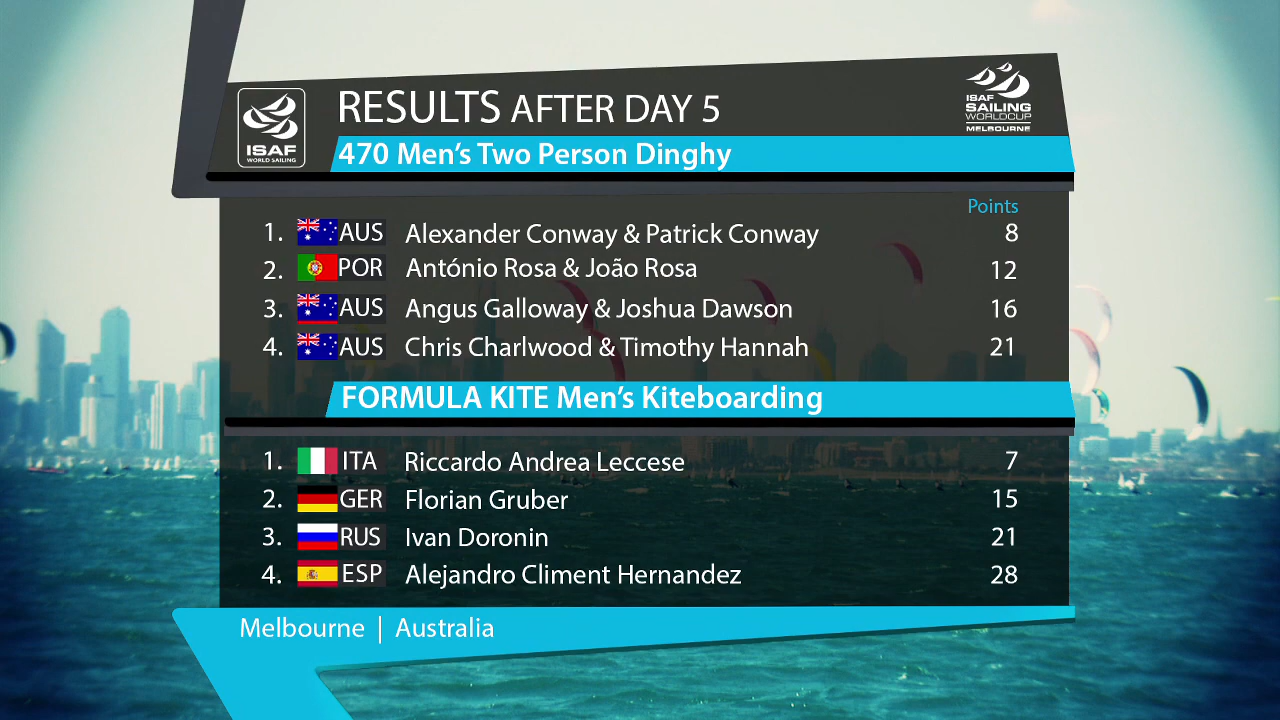 RESULTS AFTER DAY 5
ISAF
WORLD SAILING
ISAF
SAILING
WORLDCUP
MELBOURNE
470 Men's Two Person Dinghy
Points
1. AUS Alexander Conway & Patrick Conway 8
2. POR António Rosa & João Rosa 12
3. AUS Angus Galloway & Joshua Dawson 16
4. AUS Chris Charlwood & Timothy Hannah 21
FORMULA KITE Men's Kiteboarding
1. ITA Riccardo Andrea Leccese 7
2. GER Florian Gruber 15
3. RUS Ivan Doronin 21
4. ESP Alejandro Climent Hernandez 28
Melbourne | Australia